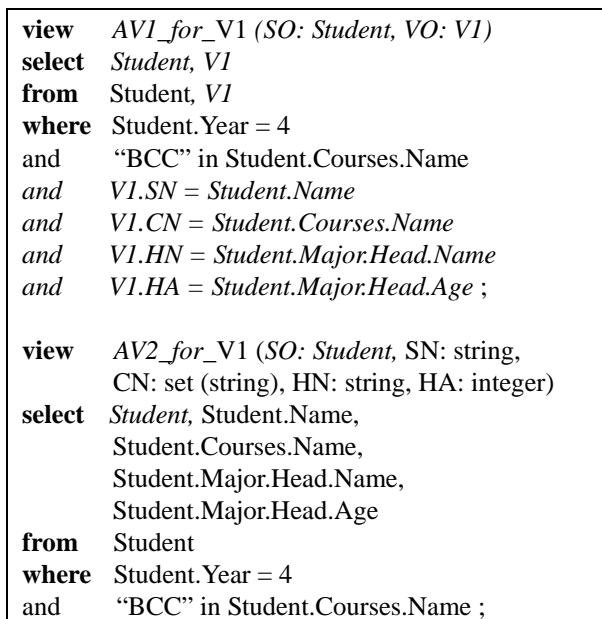 view AV1_for_V1 (SO: Student, VO: V1)
select Student, V1
from Student, V1
where Student.Year = 4
and “BCC” in Student.Courses.Name
and V1.SN = Student.Name
and V1.CN = Student.Courses.Name
and V1.HN = Student.Major.Head.Name
and V1.HA = Student.Major.Head.Age ;
view AV2_for_V1 (SO: Student, SN: string,
CN: set (string), HN: string, HA: integer)
select Student, Student.Name,
Student.Courses.Name,
Student.Major.Head.Name,
Student.Major.Head.Age
from Student
where Student.Year = 4
and “BCC” in Student.Courses.Name ;